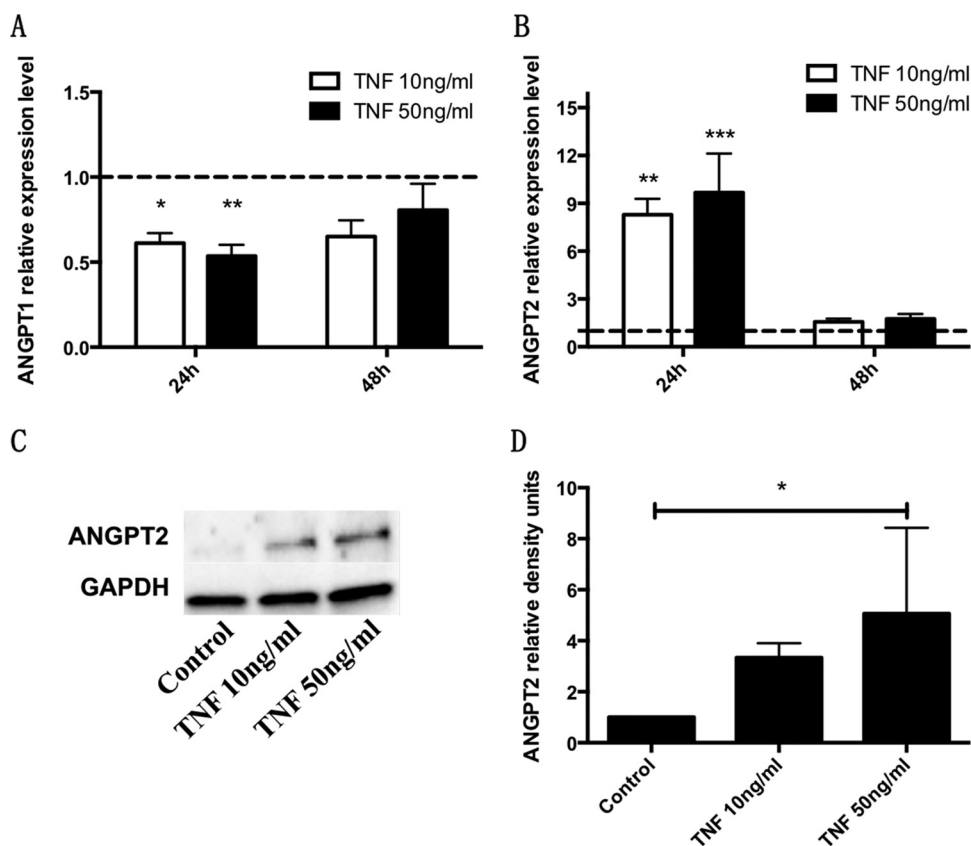 A
TNF 10ng/ml
TNF 50ng/ml
ANGPT1 relative expression level
1.5
1.0
0.5
0.0
*
**
24h
48h
B
TNF 10ng/ml
TNF 50ng/ml
ANGPT2 relative expression level
15
12
9
6
3
0
**
***
24h
48h
C
ANGPT2
GAPDH
Control
TNF 10ng/ml
TNF 50ng/ml
D
ANGPT2 relative density units
10
8
6
4
2
0
*
Control
TNF 10ng/ml
TNF 50ng/ml